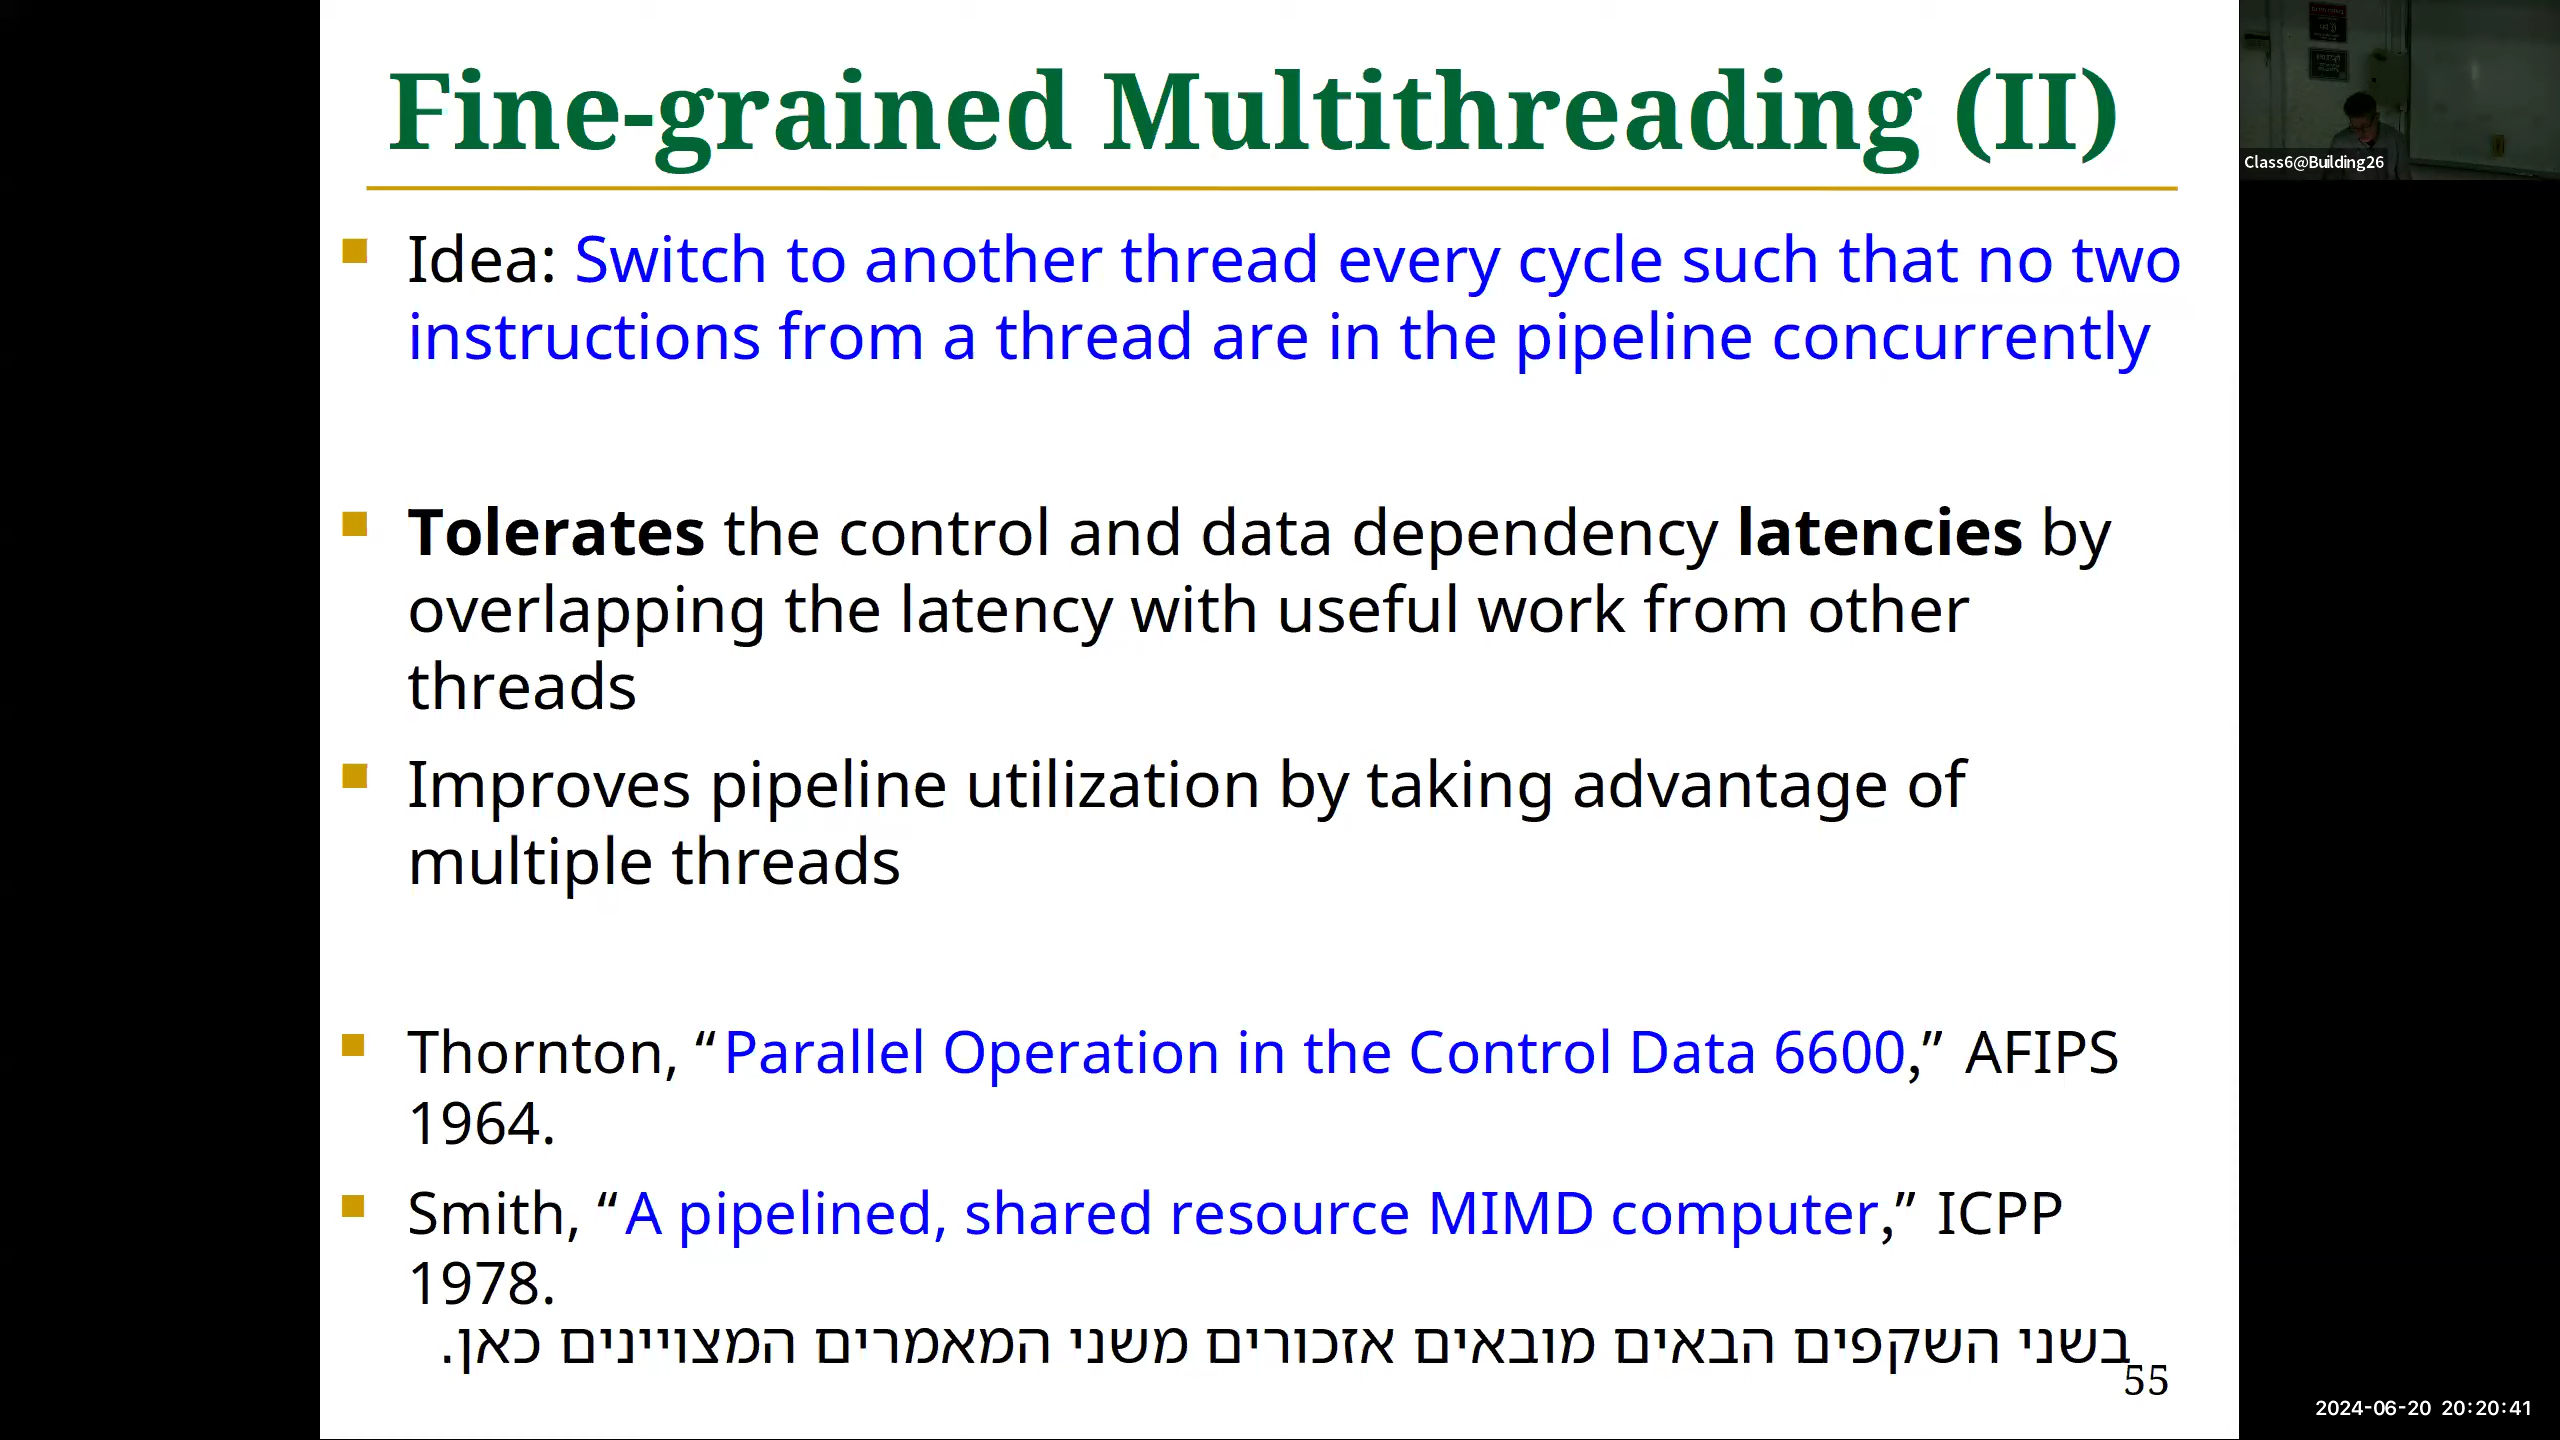 Fine-grained Multithreading (II)
Idea: Switch to another thread every cycle such that no two
instructions from a thread are in the pipeline concurrently
Tolerates the control and data dependency latencies by
overlapping the latency with useful work from other
threads
Improves pipeline utilization by taking advantage of
multiple threads
Thornton, “Parallel Operation in the Control Data 6600,” AFIPS
1964.
Smith, “A pipelined, shared resource MIMD computer,” ICPP
1978.
בשני השקפים הבאים מובאים אזכורים משני המאמרים המצויינים כאן.
55
Class6@Building26
2024-06-20 20:20:41